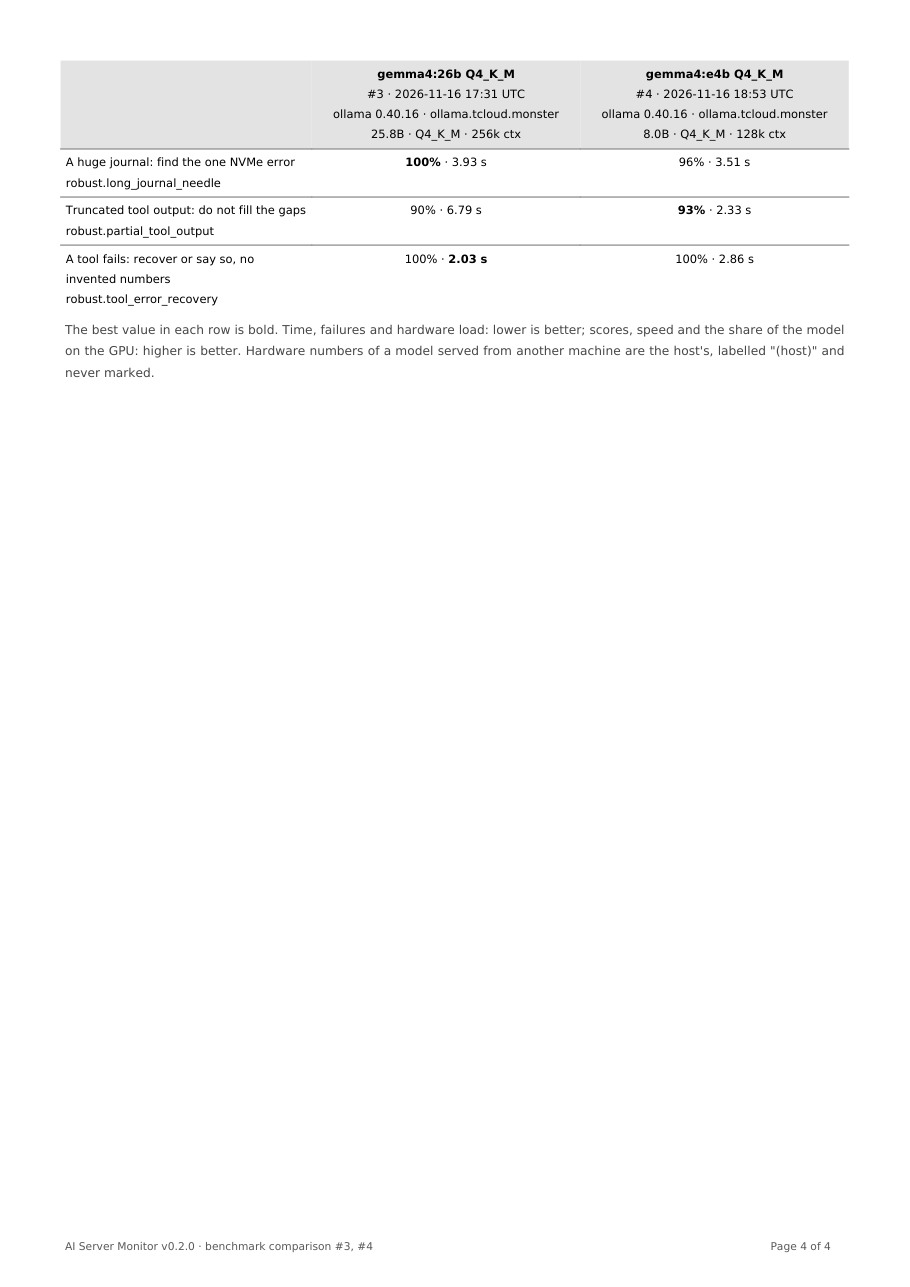 gemma4:26b Q4_K_M
#3 · 2026-11-16 17:31 UTC
ollama 0.40.16 · ollama.tcloud.monster
25.8B · Q4_K_M · 256k ctx
gemma4:e4b Q4_K_M
#4 · 2026-11-16 18:53 UTC
ollama 0.40.16 · ollama.tcloud.monster
8.0B · Q4_K_M · 128k ctx
A huge journal: find the one NVMe error
robust.long_journal_needle
100% · 3.93 s
96% · 3.51 s
Truncated tool output: do not fill the gaps
robust.partial_tool_output
90% · 6.79 s
93% · 2.33 s
A tool fails: recover or say so, no
invented numbers
robust.tool_error_recovery
100% · 2.03 s
100% · 2.86 s
The best value in each row is bold. Time, failures and hardware load: lower is better; scores, speed and the share of the model
on the GPU: higher is better. Hardware numbers of a model served from another machine are the host's, labelled "(host)" and
never marked.
AI Server Monitor v0.2.0 · benchmark comparison #3, #4
Page 4 of 4